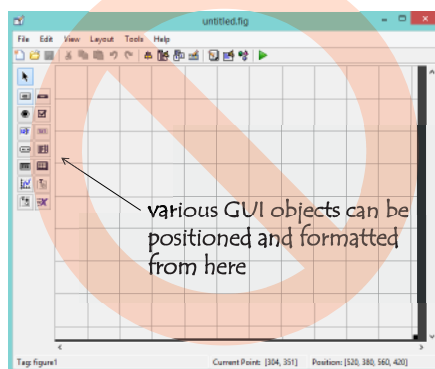 untitled.fig
File Edit View Layout Tools Help
various GUI objects can be
positioned and formatted
from here
Tag: figure1 Current Point: [304, 351] Position: [520, 380, 560, 420]